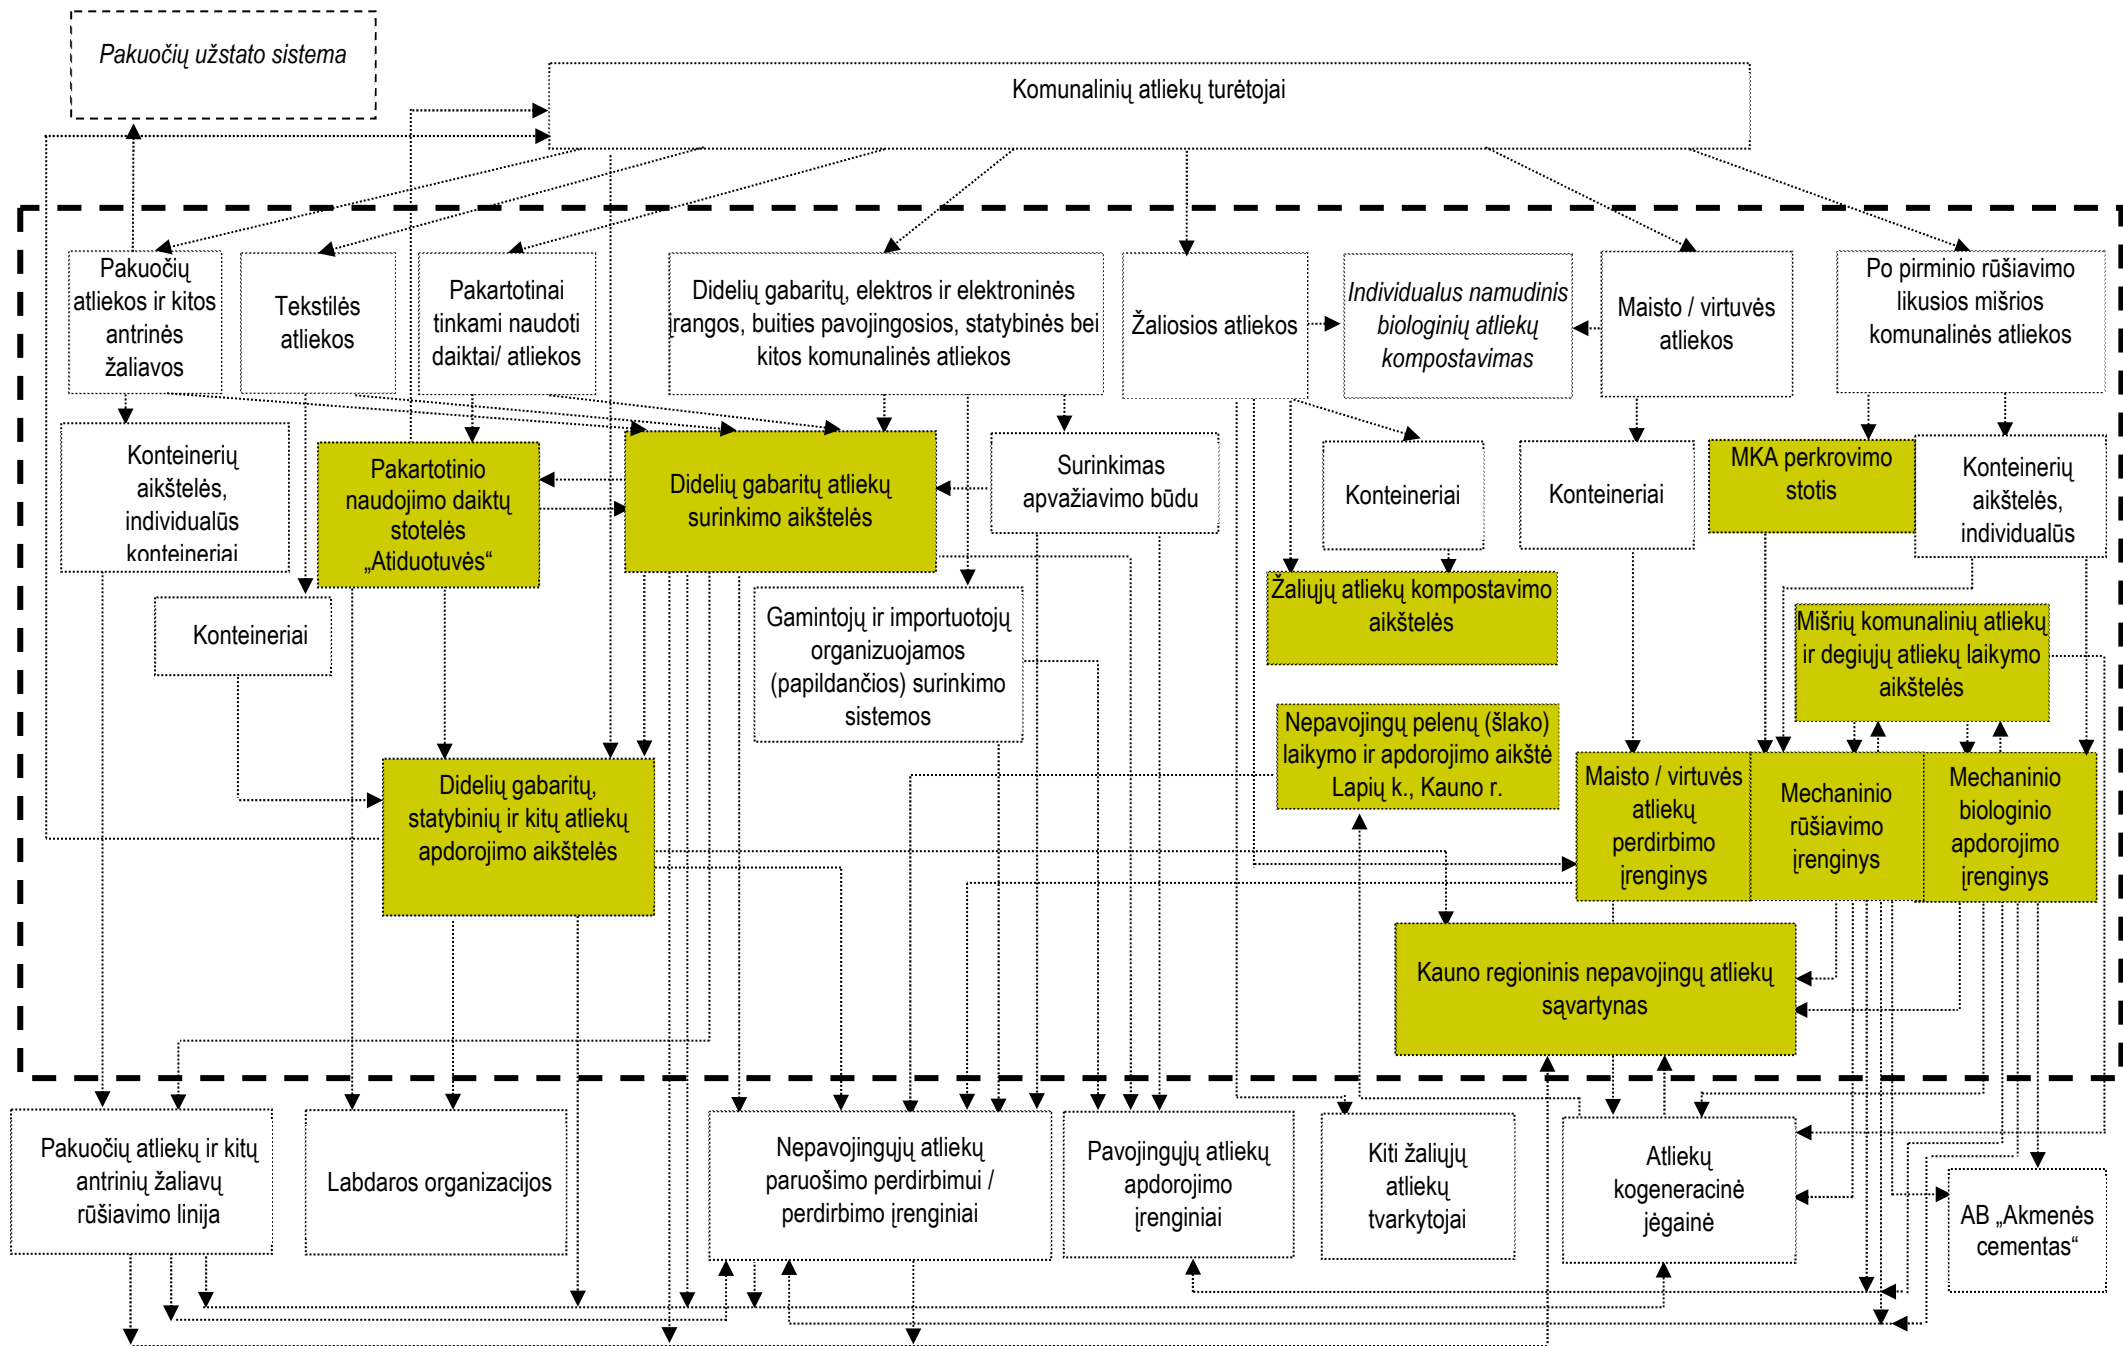 Pakuočių užstato sistema
Komunalinių atliekų turėtojai
Pakuočių
atliekos ir kitos
antrinės
žaliavos
Tekstilės
atliekos
Pakartotinai
tinkami naudoti
daiktai/ atliekos
Didelių gabaritų, elektros ir elektroninės
įrangos, buities pavojingosios, statybinės bei
kitos komunalinės atliekos
Žaliosios atliekos
Individualus namudinis
biologinių atliekų
kompostavimas
Maisto / virtuvės
atliekos
Po pirminio rūšiavimo
likusios mišrios
komunalinės atliekos
Konteinerių
aikštelės,
individualūs
konteineriai
Pakartotinio
naudojimo daiktų
stotelės
„Atiduotuvės“
Didelių gabaritų atliekų
surinkimo aikštelės
Surinkimas
apvažiavimo būdu
Konteineriai
Konteineriai
MKA perkrovimo
stotis
Konteinerių
aikštelės,
individualūs
Konteineriai
Gamintojų ir importuotojų
organizuojamos
(papildančios) surinkimo
sistemos
Žaliųjų atliekų kompostavimo
aikštelės
Mišrių komunalinių atliekų
ir degiųjų atliekų laikymo
aikštelės
Nepavojingų pelenų (šlako)
laikymo ir apdorojimo aikštė
Lapių k., Kauno r.
Didelių gabaritų,
statybinių ir kitų atliekų
apdorojimo aikštelės
Maisto / virtuvės
atliekų
perdirbimo
įrenginys
Mechaninio
rūšiavimo
įrenginys
Mechaninio
biologinio
apdorojimo
įrenginys
Kauno regioninis nepavojingų atliekų
sąvartynas
Pakuočių atliekų ir kitų
antrinių žaliavų
rūšiavimo linija
Labdaros organizacijos
Nepavojingųjų atliekų
paruošimo perdirbimui /
perdirbimo įrenginiai
Pavojingųjų atliekų
apdorojimo
įrenginiai
Kiti žaliųjų
atliekų
tvarkytojai
Atliekų
kogeneracinė
jėgainė
AB „Akmenės
cementas“